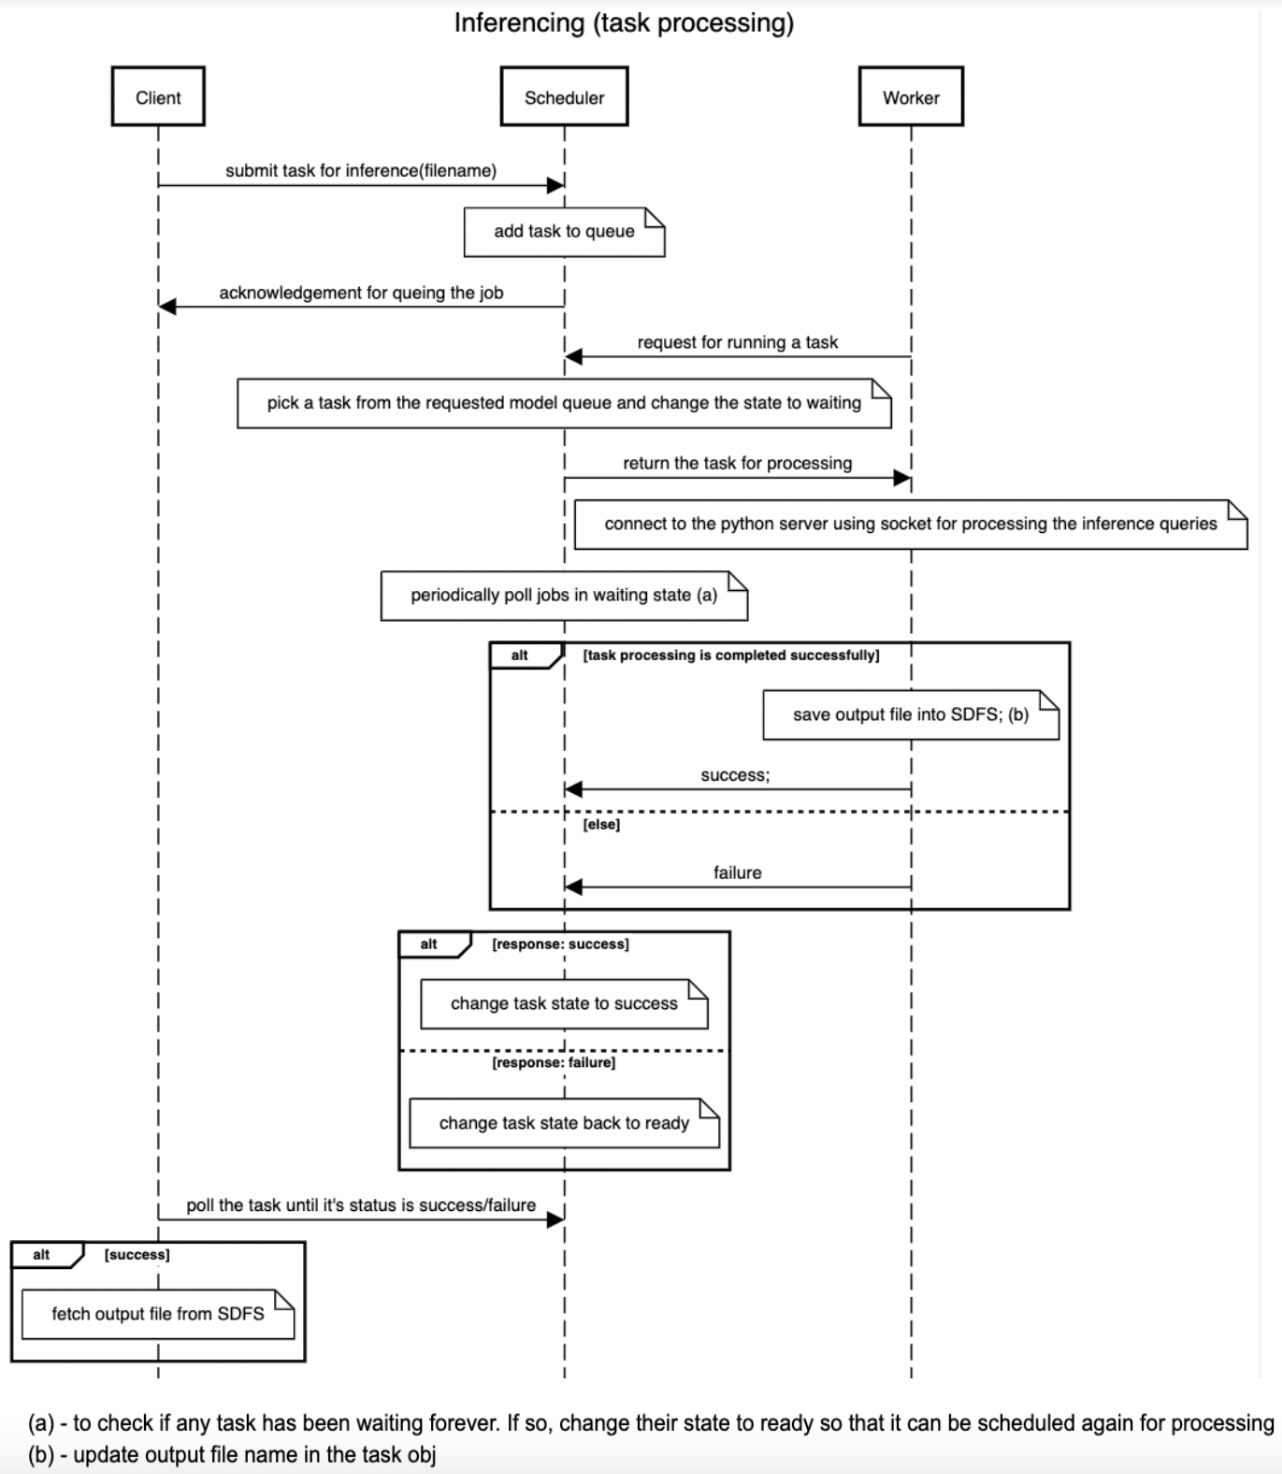 Inferencing (task processing)
Client
Scheduler
Worker
submit task for inference(filename)
add task to queue
acknowledgement for queing the job
request for running a task
pick a task from the requested model queue and change the state to waiting
return the task for processing
connect to the python server using socket for processing the inference queries
periodically poll jobs in waiting state (a)
alt [task processing is completed successfully]
save output file into SDFS; (b)
success;
[else]
failure
alt [response: success]
change task state to success
[response: failure]
change task state back to ready
poll the task until it's status is success/failure
alt [success]
fetch output file from SDFS
(a) - to check if any task has been waiting forever. If so, change their state to ready so that it can be scheduled again for processing
(b) - update output file name in the task obj